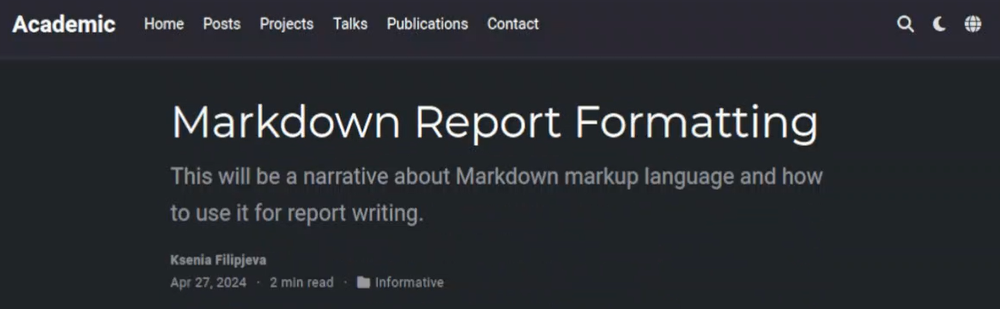 Academic Home Posts Projects Talks Publications Contact
Markdown Report Formatting
This will be a narrative about Markdown markup language and how
to use it for report writing.
Ksenia Filipjeva
Apr 27, 2024 · 2 min read · Informative